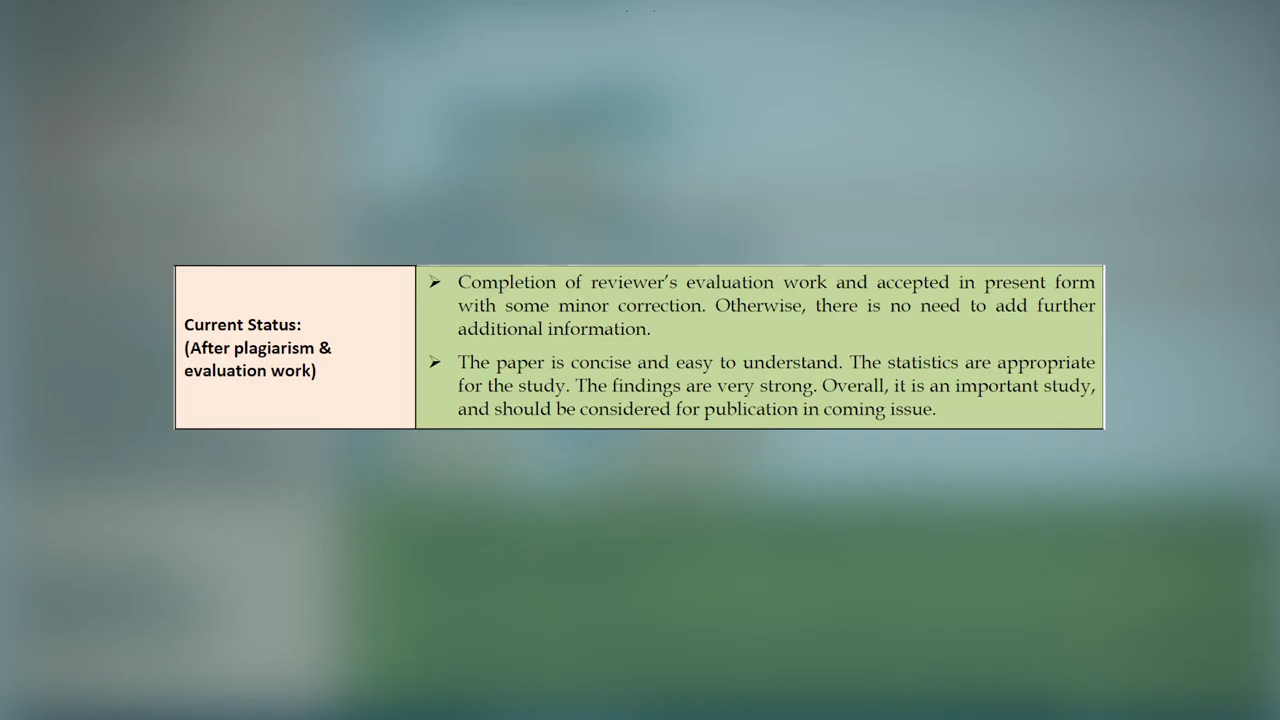 Current Status:
(After plagiarism &
evaluation work)
➢ Completion of reviewer’s evaluation work and accepted in present form
with some minor correction. Otherwise, there is no need to add further
additional information.
➢ The paper is concise and easy to understand. The statistics are appropriate
for the study. The findings are very strong. Overall, it is an important study,
and should be considered for publication in coming issue.